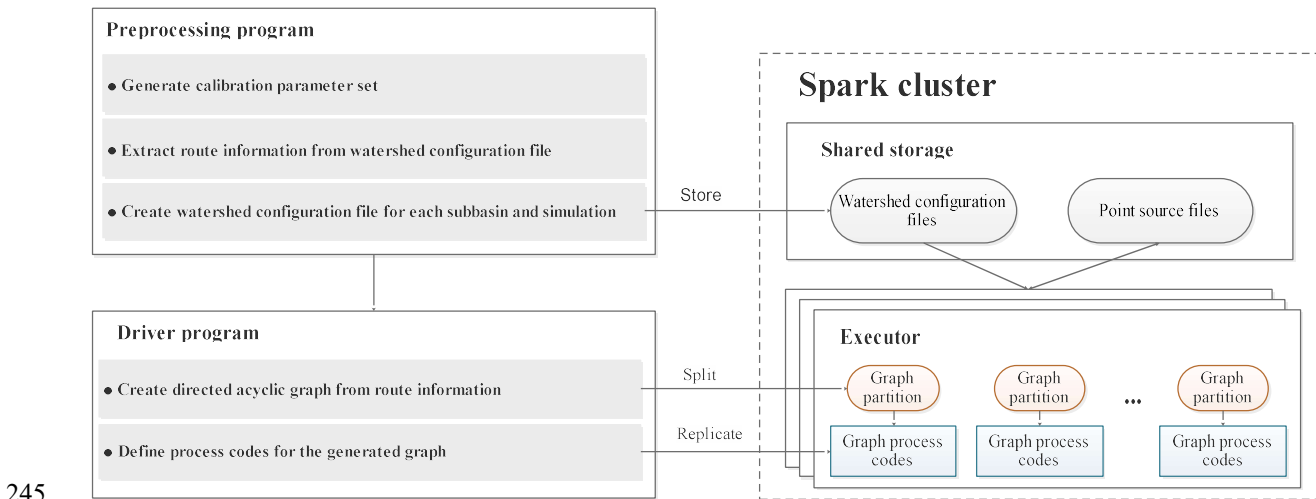 Preprocessing program
● Generate calibration parameter set
● Extract route information from watershed configuration file
● Create watershed configuration file for each subbasin and simulation
Store
Spark cluster
Shared storage
Watershed configuration
files
Point source files
Driver program
● Create directed acyclic graph from route information
● Define process codes for the generated graph
Split
Replicate
Executor
Graph
partition
Graph
partition
...
Graph
partition
Graph process
codes
Graph process
codes
Graph process
codes
245